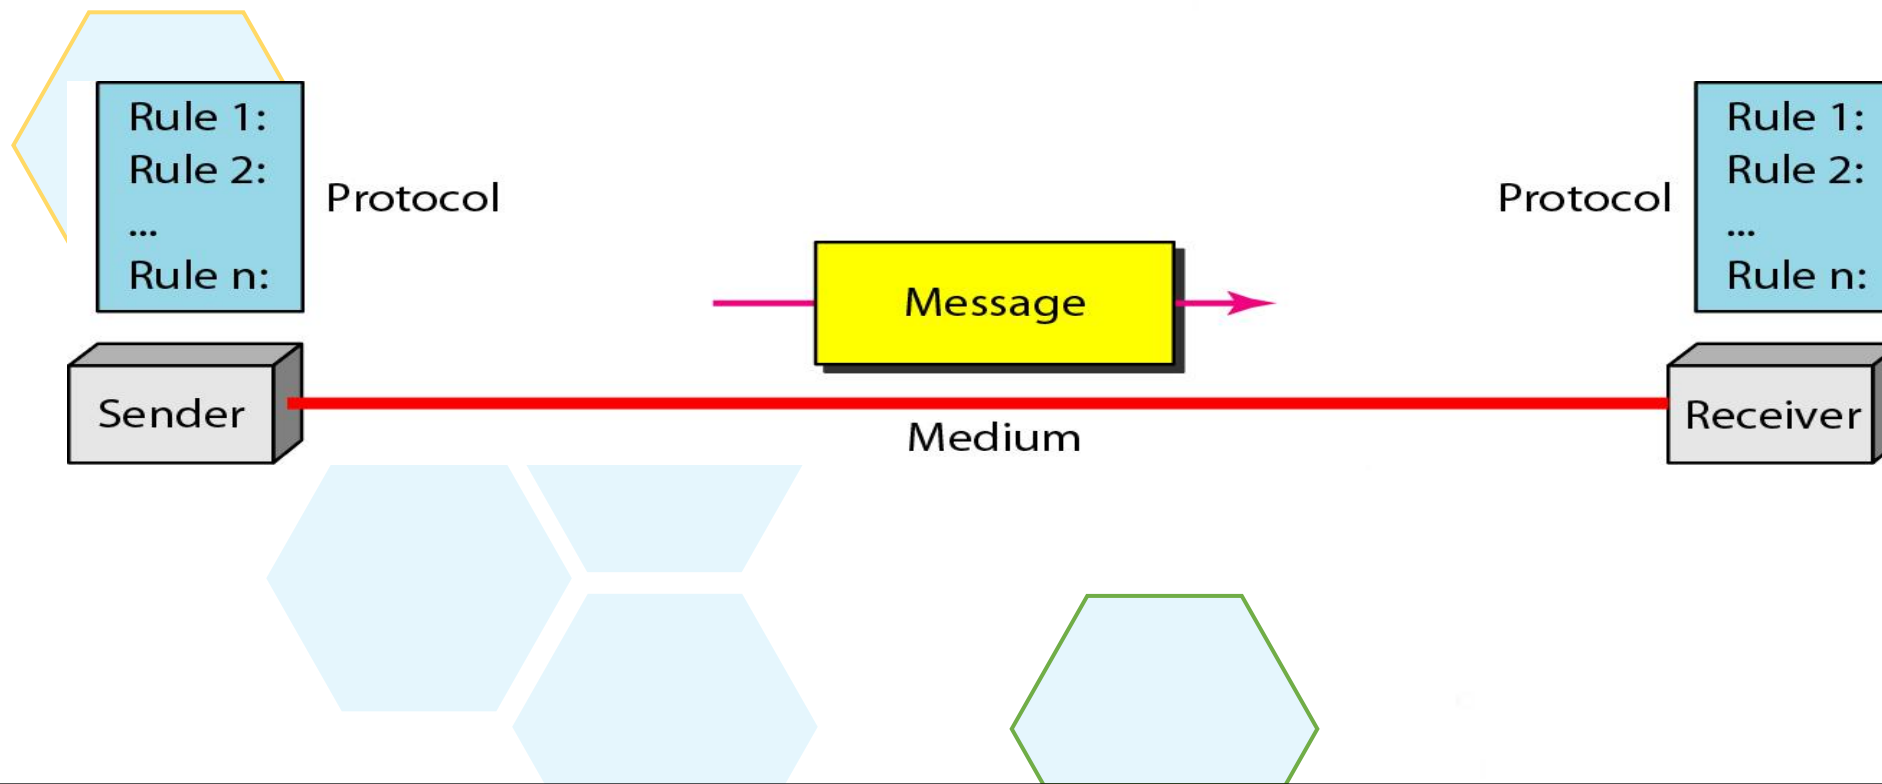 Rule 1:
Rule 2:
...
Rule n:
Protocol
Message
Protocol
Rule 1:
Rule 2:
...
Rule n:
Sender
Medium
Receiver